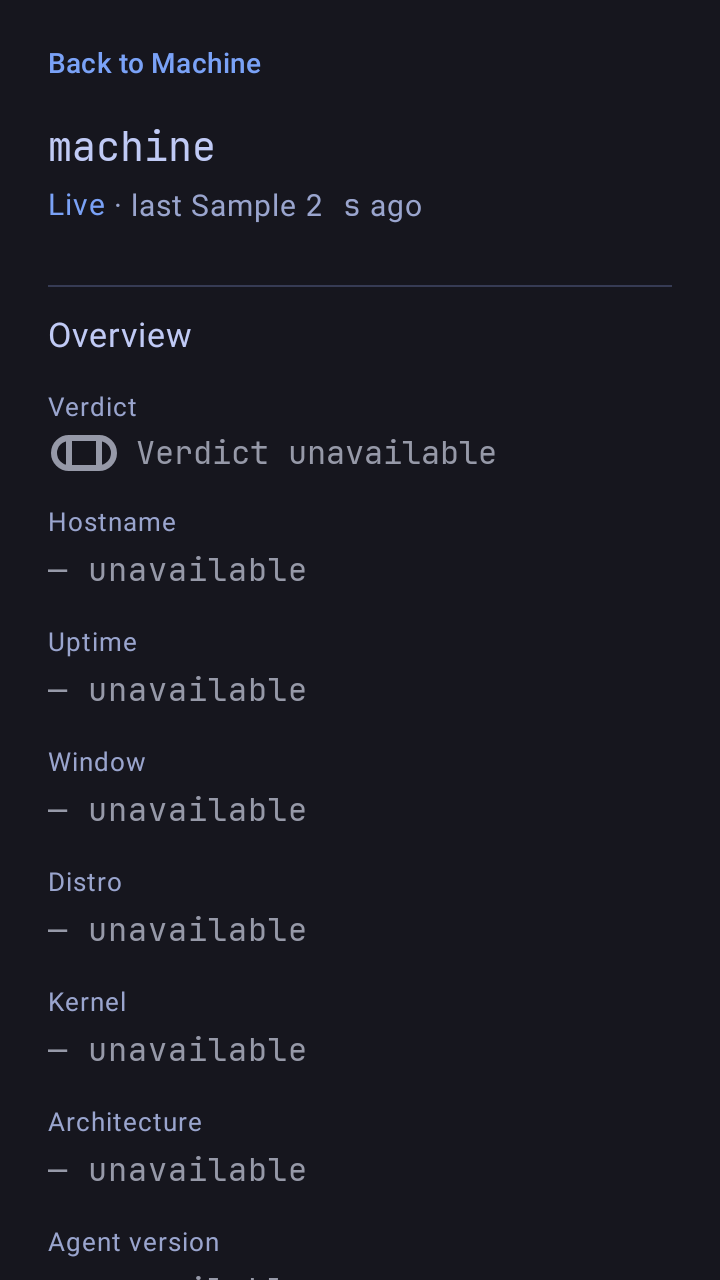 Back to Machine
machine
Live · last Sample 2 s ago
Overview
Verdict
Verdict unavailable
Hostname
— unavailable
Uptime
— unavailable
Window
— unavailable
Distro
— unavailable
Kernel
— unavailable
Architecture
— unavailable
Agent version